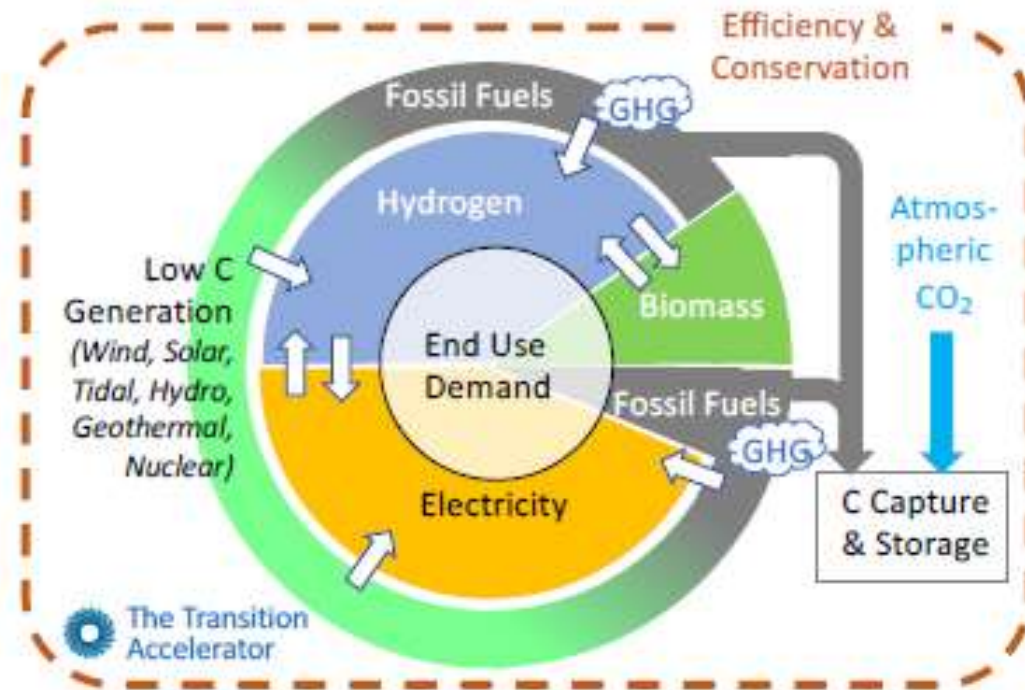 Efficiency &
Conservation
Fossil Fuels
GHG
Hydrogen
Atmos-
pheric
CO₂
Low C
Generation
(Wind, Solar,
Tidal, Hydro,
Geothermal,
Nuclear)
Biomass
End Use
Demand
Fossil Fuels
GHG
Electricity
C Capture
& Storage
The Transition
Accelerator